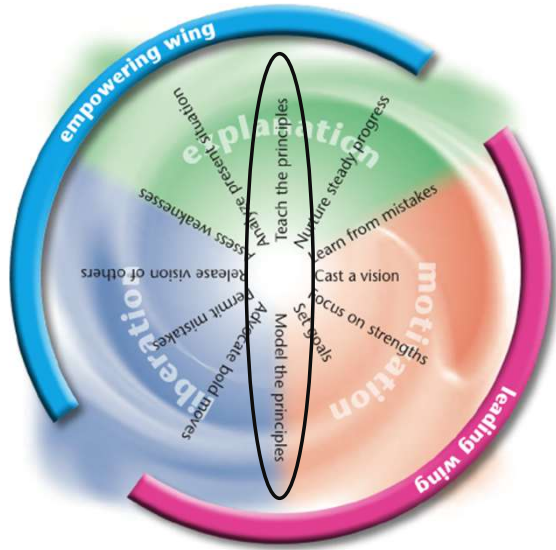 empowering wing
explanation
Teach the principles
Nurture steady progress
Learn from mistakes
Cast a vision
Focus on strengths
Set goals
Model the principles
Advocate bold moves
Permit mistakes
Release vision of others
Assess weaknesses
Analyze present situation
motivation
liberation
leading wing